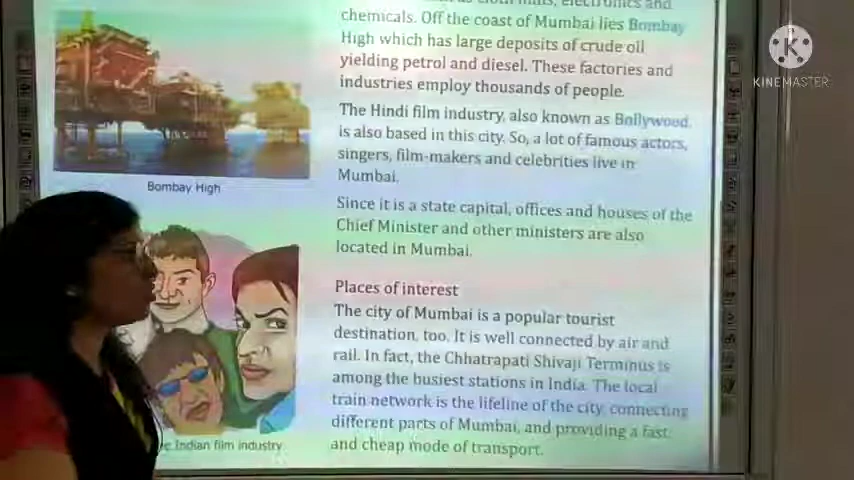 as cloth mills, electronics and
chemicals. Off the coast of Mumbai lies Bombay
High which has large deposits of crude oil
yielding petrol and diesel. These factories and
industries employ thousands of people.
The Hindi film industry, also known as Bollywood,
is also based in this city. So, a lot of famous actors,
singers, film-makers and celebrities live in
Mumbai.
Since it is a state capital, offices and houses of the
Chief Minister and other ministers are also
located in Mumbai.
Places of interest
The city of Mumbai is a popular tourist
destination, too. It is well connected by air and
rail. In fact, the Chhatrapati Shivaji Terminus is
among the busiest stations in India. The local
train network is the lifeline of the city, connecting
different parts of Mumbai, and providing a fast
and cheap mode of transport.
Bombay High
Indian film industry
KINEMASTER